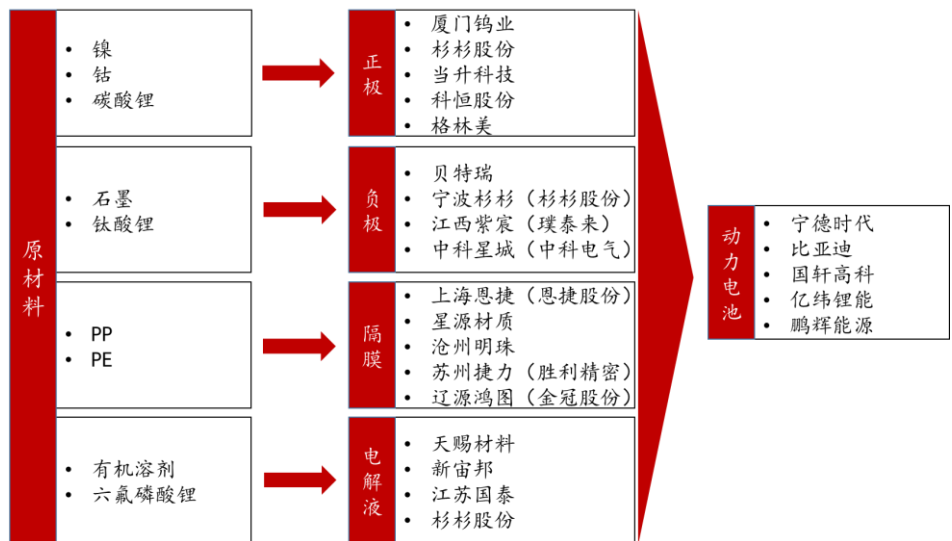 原材料
• 镍
• 钴
• 碳酸锂
正极
• 厦门钨业
• 杉杉股份
• 当升科技
• 科恒股份
• 格林美
• 石墨
• 钛酸锂
负极
• 贝特瑞
• 宁波杉杉（杉杉股份）
• 江西紫宸（璞泰来）
• 中科星城（中科电气）
• PP
• PE
隔膜
• 上海恩捷（恩捷股份）
• 星源材质
• 沧州明珠
• 苏州捷力（胜利精密）
• 辽源鸿图（金冠股份）
• 有机溶剂
• 六氟磷酸锂
电解液
• 天赐材料
• 新宙邦
• 江苏国泰
• 杉杉股份
动力电池
• 宁德时代
• 比亚迪
• 国轩高科
• 亿纬锂能
• 鹏辉能源